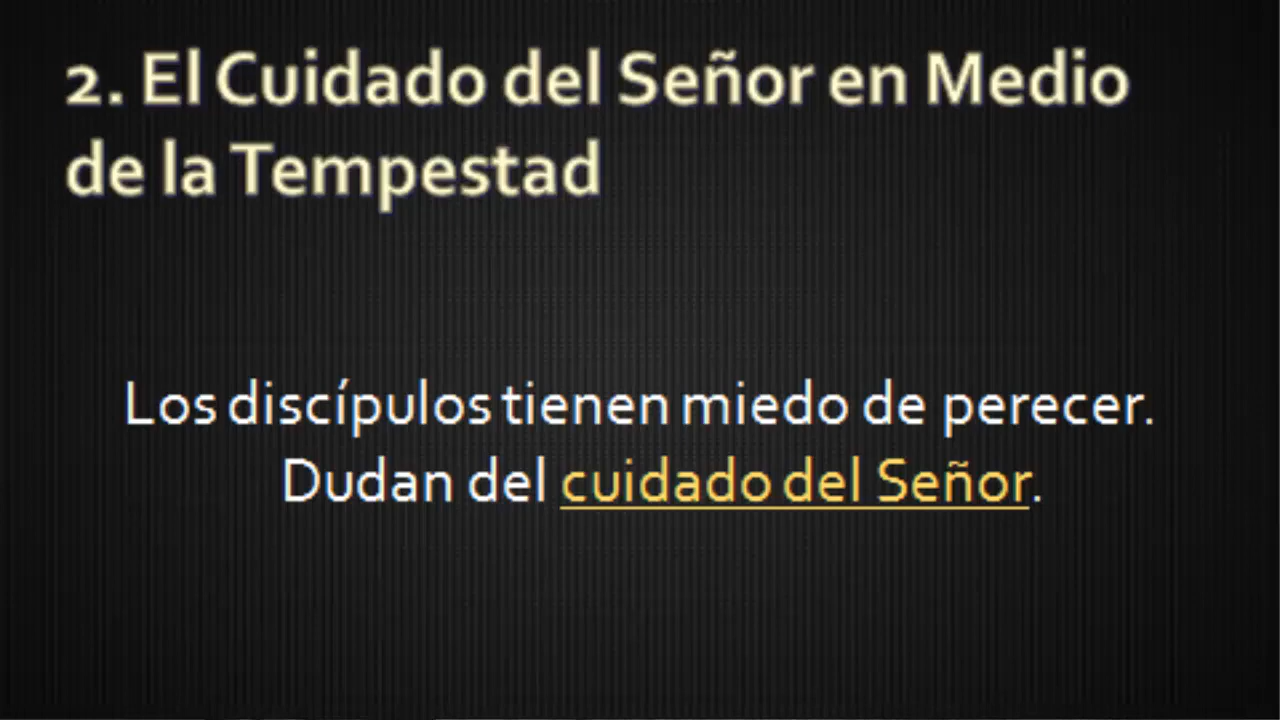 2. El Cuidado del Señor en Medio
de la Tempestad
Los discípulos tienen miedo de perecer.
Dudan del cuidado del Señor.